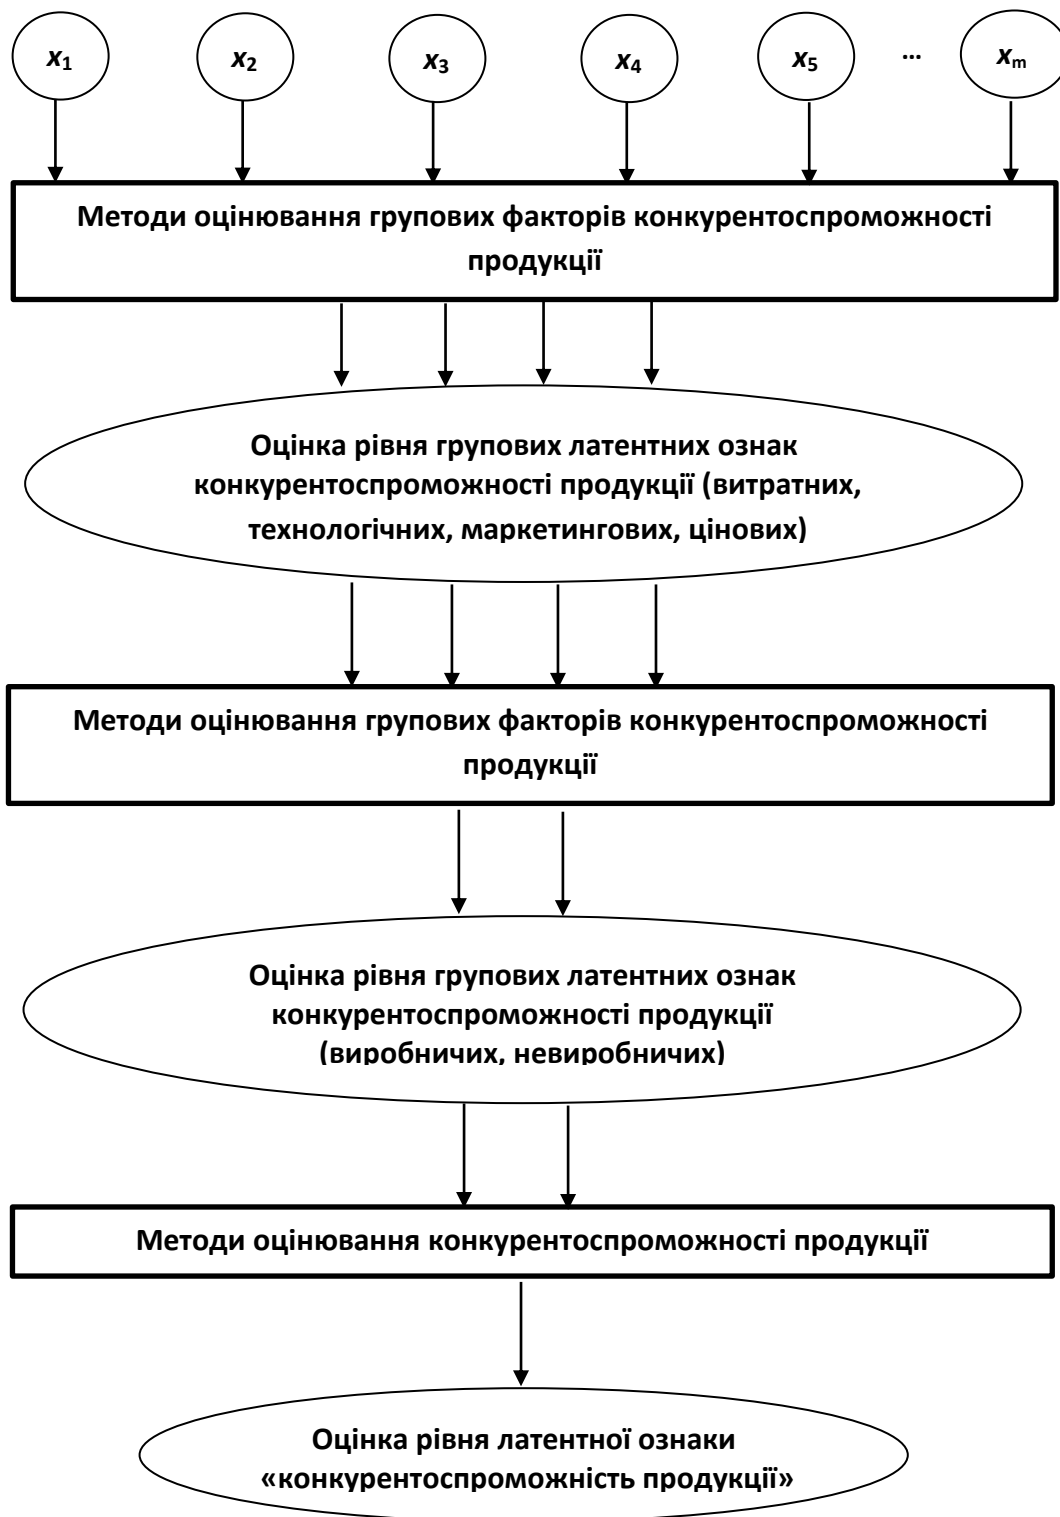 x1 x2 x3 x4 x5 ... xm
Методи оцінювання групових факторів конкурентоспроможності
продукції
Оцінка рівня групових латентних ознак
конкурентоспроможності продукції (витратних,
технологічних, маркетингових, цінових)
Методи оцінювання групових факторів конкурентоспроможності
продукції
Оцінка рівня групових латентних ознак
конкурентоспроможності продукції
(виробничих, невиробничих)
Методи оцінювання конкурентоспроможності продукції
Оцінка рівня латентної ознаки
«конкурентоспроможність продукції»